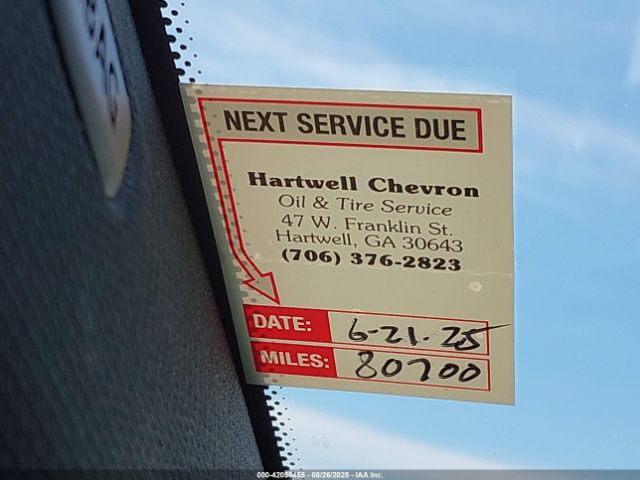 BAG
NEXT SERVICE DUE
Hartwell Chevron
Oil & Tire Service
47 W. Franklin St.
Hartwell, GA 30643
(706) 376-2823
DATE: 6-21-25
MILES: 80700
000-42058455 - 08/26/2025 - IAA Inc.